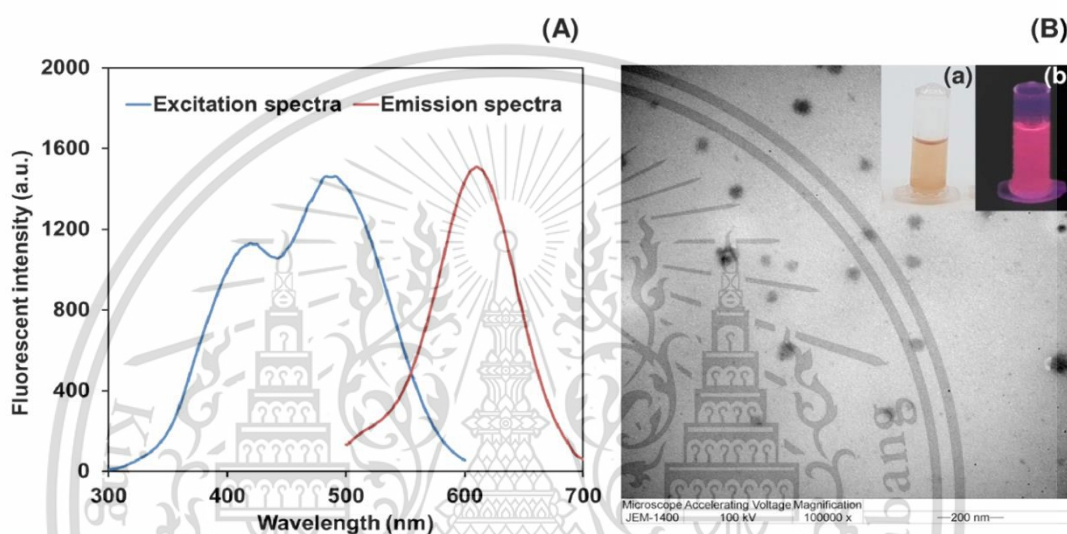 (A)
2000
1600
1200
800
400
0
Fluorescent intensity (a.u.)
Excitation spectra
Emission spectra
300 400 500 600 700
Wavelength (nm)
(B)
(a)
(b)
Microscope Accelerating Voltage Magnification
JEM-1400 100 kV 100000 x 200 nm